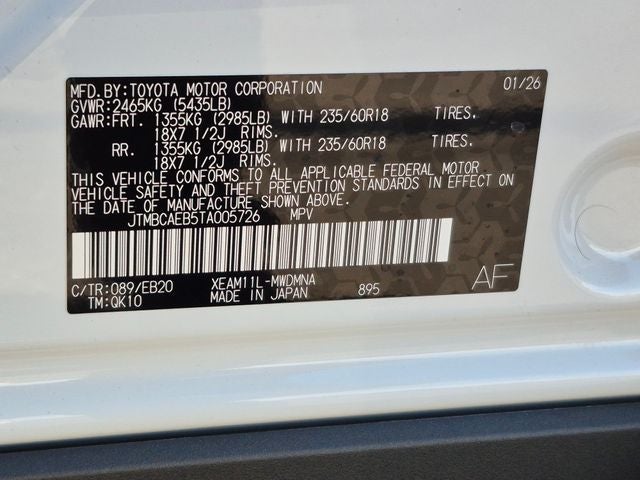 MFD.BY:TOYOTA MOTOR CORPORATION 01/26
GVWR:2465KG (5435LB)
GAWR:FRT. 1355KG (2985LB) WITH 235/60R18 TIRES.
18X7 1/2J RIMS.
RR. 1355KG (2985LB) WITH 235/60R18 TIRES.
18X7 1/2J RIMS.
THIS VEHICLE CONFORMS TO ALL APPLICABLE FEDERAL MOTOR
VEHICLE SAFETY AND THEFT PREVENTION STANDARDS IN EFFECT ON
THE DATE OF MANUFACTURE SHOWN ABOVE.
JTMBCAEB5TA005726 MPV
C/TR:089/EB20 XEAM11L-MWDMNA AF
TM:QK10 MADE IN JAPAN 895